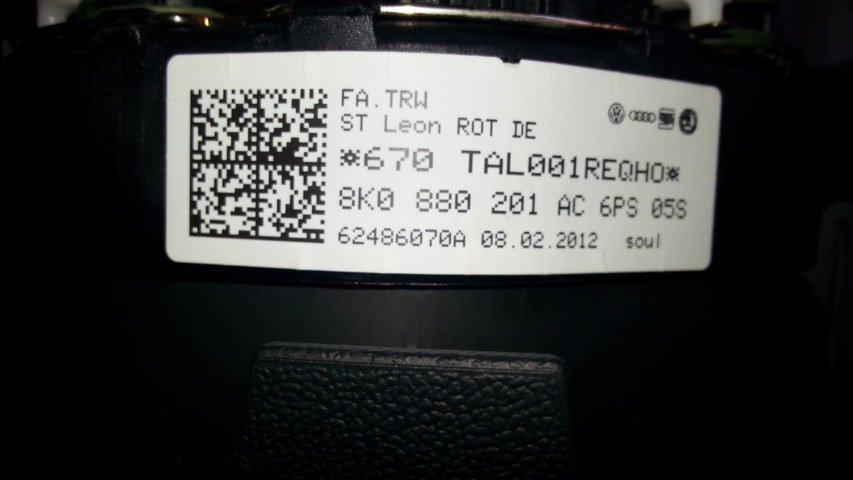 FA.TRW
ST Leon ROT DE
*670 TAL001REQHO*
8K0 880 201 AC 6PS 05S
62486070A 08.02.2012 soul